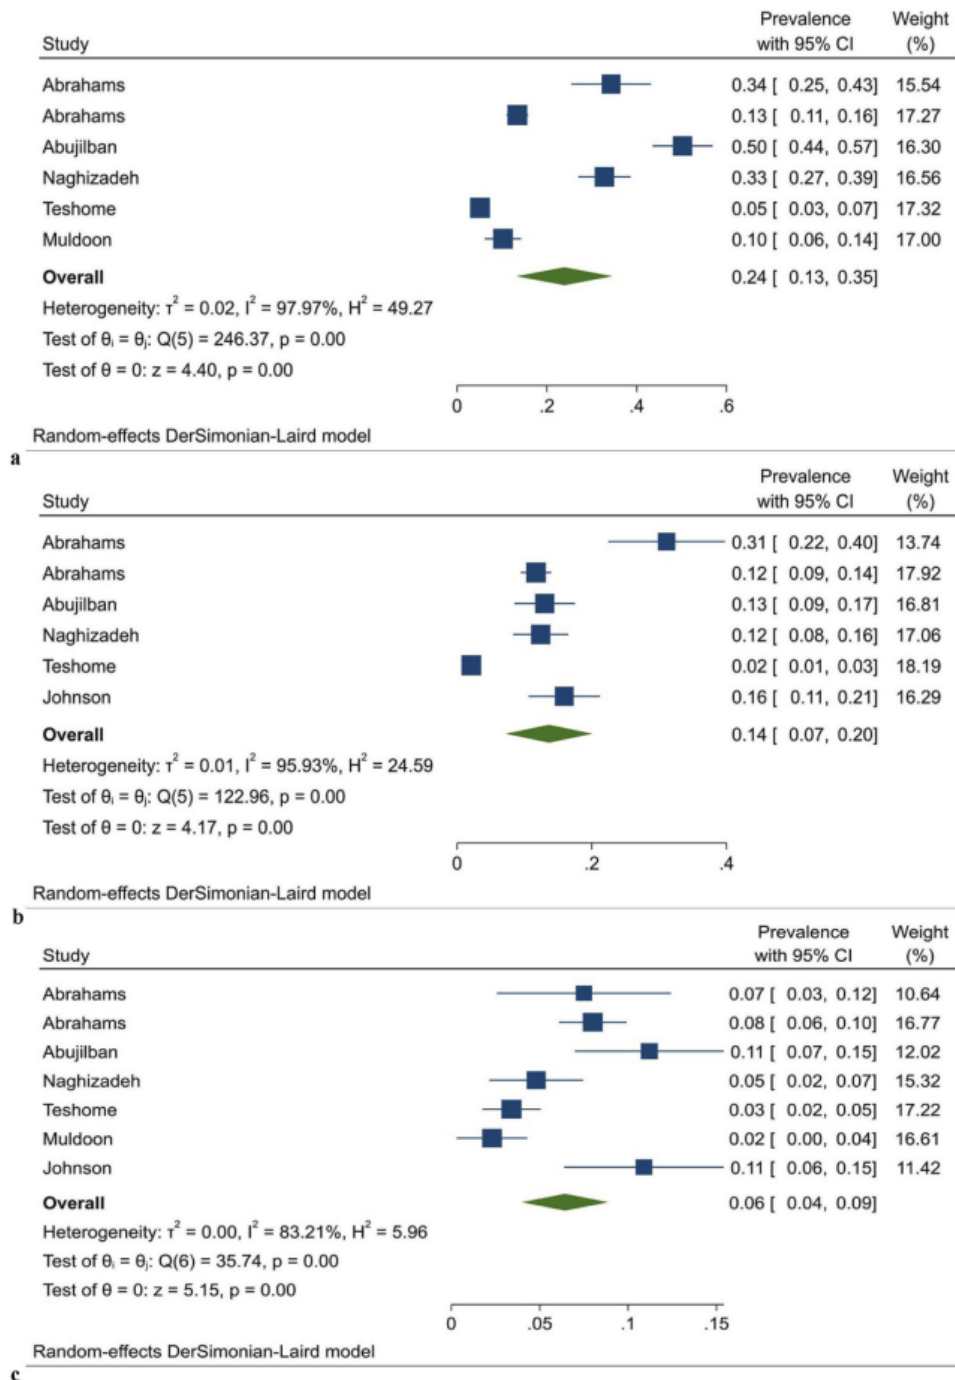 Study Prevalence with 95% CI Weight (%)
Abrahams 0.34 [ 0.25, 0.43] 15.54
Abrahams 0.13 [ 0.11, 0.16] 17.27
Abujilban 0.50 [ 0.44, 0.57] 16.30
Naghizadeh 0.33 [ 0.27, 0.39] 16.56
Teshome 0.05 [ 0.03, 0.07] 17.32
Muldoon 0.10 [ 0.06, 0.14] 17.00
Overall 0.24 [ 0.13, 0.35]
Heterogeneity: τ² = 0.02, I² = 97.97%, H² = 49.27
Test of θᵢ = θⱼ: Q(5) = 246.37, p = 0.00
Test of θ = 0: z = 4.40, p = 0.00
0 .2 .4 .6
Random-effects DerSimonian-Laird model
a
Study Prevalence with 95% CI Weight (%)
Abrahams 0.31 [ 0.22, 0.40] 13.74
Abrahams 0.12 [ 0.09, 0.14] 17.92
Abujilban 0.13 [ 0.09, 0.17] 16.81
Naghizadeh 0.12 [ 0.08, 0.16] 17.06
Teshome 0.02 [ 0.01, 0.03] 18.19
Johnson 0.16 [ 0.11, 0.21] 16.29
Overall 0.14 [ 0.07, 0.20]
Heterogeneity: τ² = 0.01, I² = 95.93%, H² = 24.59
Test of θᵢ = θⱼ: Q(5) = 122.96, p = 0.00
Test of θ = 0: z = 4.17, p = 0.00
0 .2 .4
Random-effects DerSimonian-Laird model
b
Study Prevalence with 95% CI Weight (%)
Abrahams 0.07 [ 0.03, 0.12] 10.64
Abrahams 0.08 [ 0.06, 0.10] 16.77
Abujilban 0.11 [ 0.07, 0.15] 12.02
Naghizadeh 0.05 [ 0.02, 0.07] 15.32
Teshome 0.03 [ 0.02, 0.05] 17.22
Muldoon 0.02 [ 0.00, 0.04] 16.61
Johnson 0.11 [ 0.06, 0.15] 11.42
Overall 0.06 [ 0.04, 0.09]
Heterogeneity: τ² = 0.00, I² = 83.21%, H² = 5.96
Test of θᵢ = θⱼ: Q(6) = 35.74, p = 0.00
Test of θ = 0: z = 5.15, p = 0.00
0 .05 .1 .15
Random-effects DerSimonian-Laird model
c